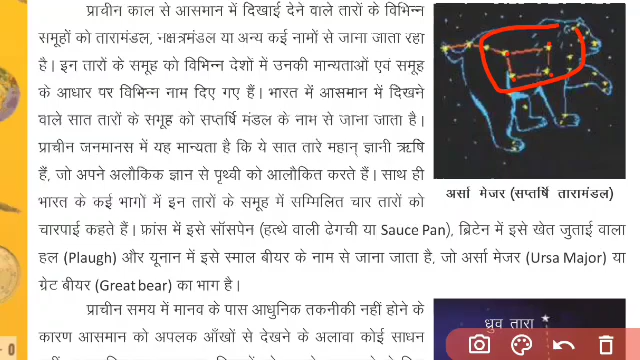 प्राचीन काल से आसमान में दिखाई देने वाले तारों के विभिन्न
समूहों को तारामंडल, नक्षत्रमंडल या अन्य कई नामों से जाना जाता रहा
है। इन तारों के समूह को विभिन्न देशों में उनकी मान्यताओं एवं समूह
के आधार पर विभिन्न नाम दिए गए हैं। भारत में आसमान में दिखने
वाले सात तारों के समूह को सप्तर्षि मंडल के नाम से जाना जाता है।
प्राचीन जनमानस में यह मान्यता है कि ये सात तारे महान् ज्ञानी ऋषि
हैं, जो अपने अलौकिक ज्ञान से पृथ्वी को आलोकित करते हैं। साथ ही
भारत के कई भागों में इन तारों के समूह में सम्मिलित चार तारों को
चारपाई कहते हैं। फ्रांस में इसे सॉसपेन (हत्थे वाली ढेगची या Sauce Pan), ब्रिटेन में इसे खेत जुताई वाला
हल (Plaugh) और यूनान में इसे स्माल बीयर के नाम से जाना जाता है, जो अर्सा मेजर (Ursa Major) या
ग्रेट बीयर (Great bear) का भाग है।
अर्सा मेजर (सप्तर्षि तारामंडल)
प्राचीन समय में मानव के पास आधुनिक तकनीकी नहीं होने के
कारण आसमान को अपलक आँखों से देखने के अलावा कोई साधन
ध्रुव तारा
0